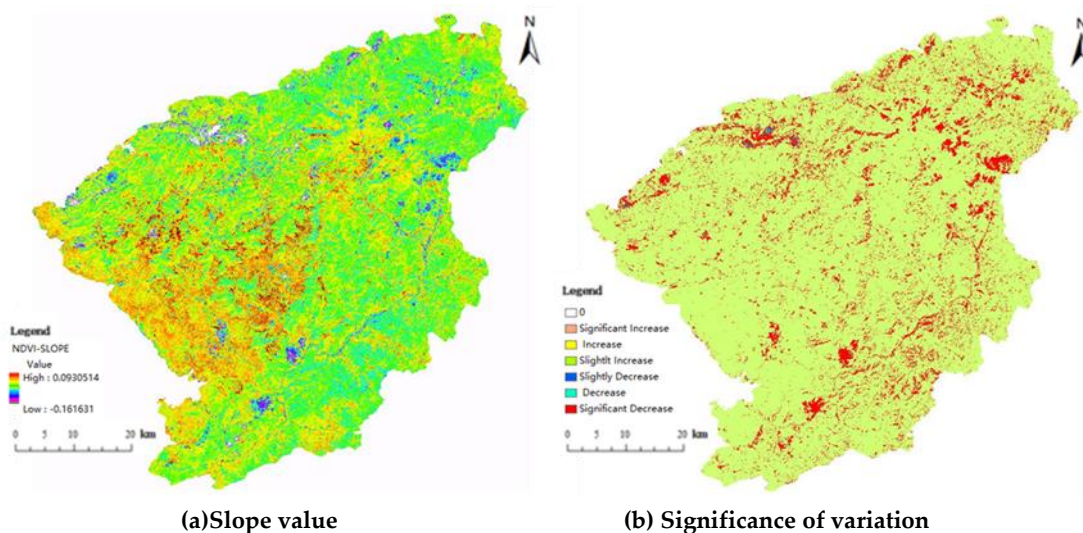 N
Legend
NDVI-SLOPE
Value
High : 0.0930514
Low : -0.161631
0 5 10 20 km
(a)Slope value
N
Legend
0
Significant Increase
Increase
Slightlt Increase
Slightly Decrease
Decrease
Significant Decrease
0 5 10 20 km
(b) Significance of variation